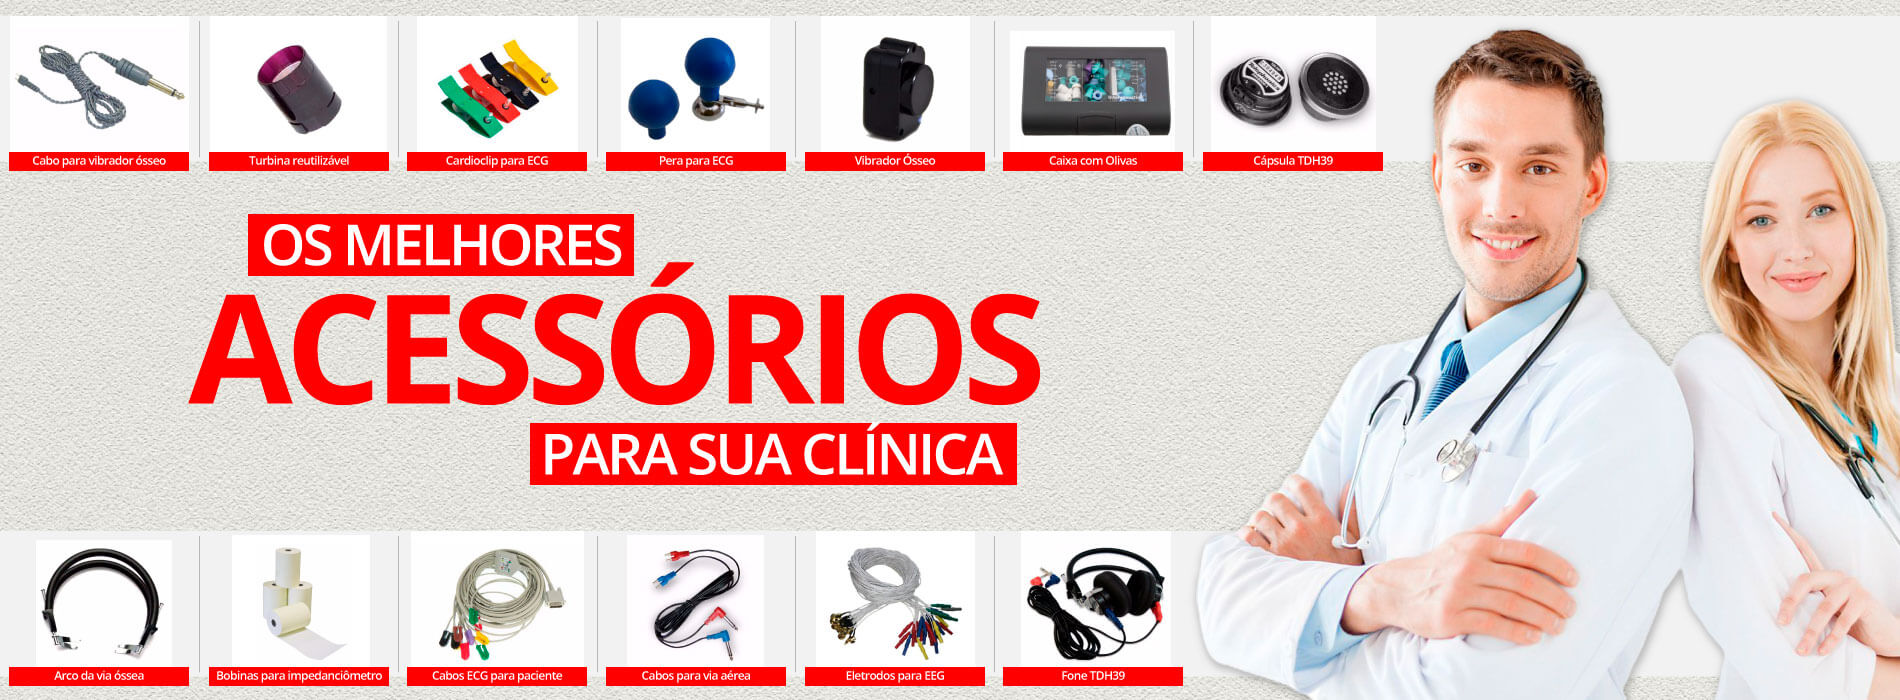 Cabo para vibrador ósseo
Turbina reutilizável
Cardioclip para ECG
Pera para ECG
Vibrador Ósseo
Caixa com Olivas
Cápsula TDH39
OS MELHORES
ACESSÓRIOS
PARA SUA CLÍNICA
Arco da via óssea
Bobinas para impedanciômetro
Cabos ECG para paciente
Cabos para via aérea
Eletrodos para EEG
Fone TDH39